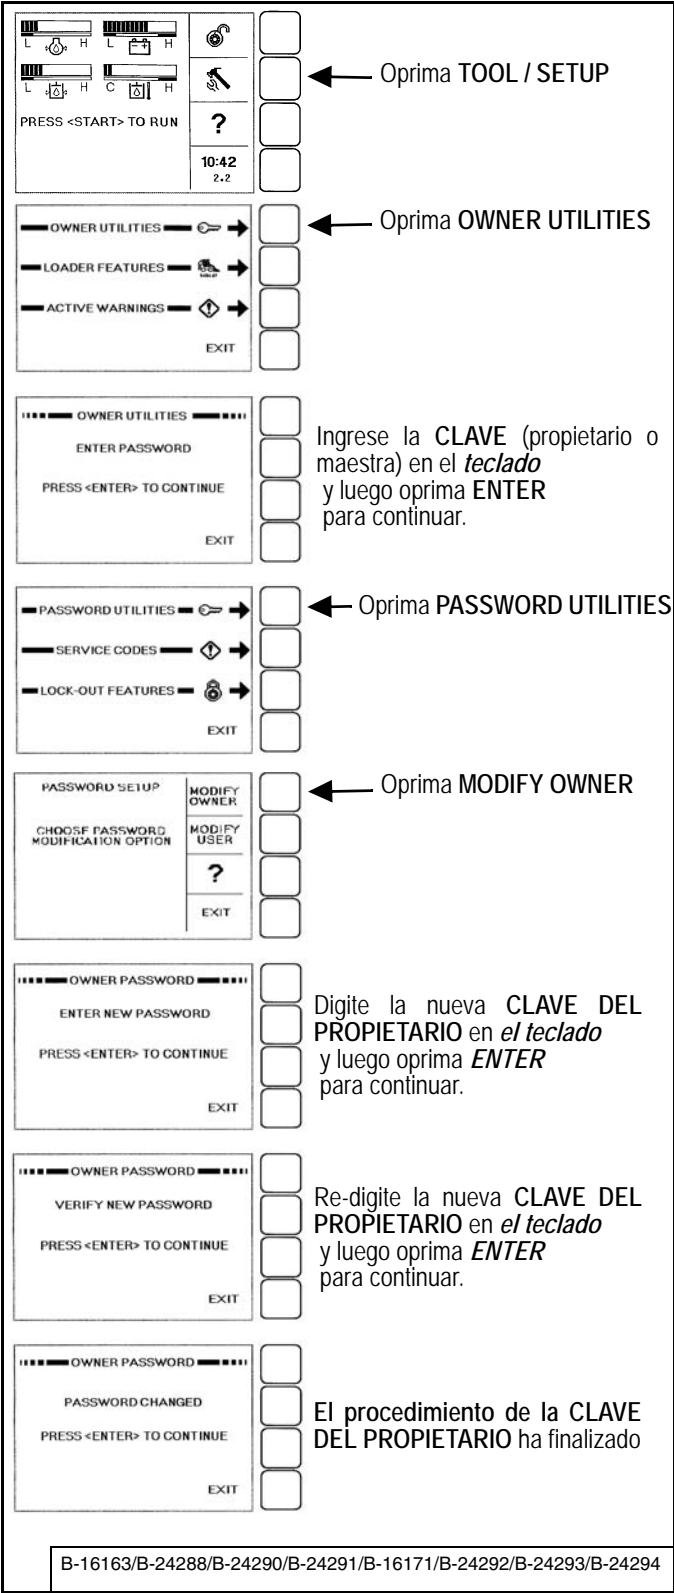 L H L H
L H C H
PRESS <START> TO RUN
?
10:42
2.2
Oprima TOOL / SETUP
OWNER UTILITIES
LOADER FEATURES
ACTIVE WARNINGS
EXIT
Oprima OWNER UTILITIES
OWNER UTILITIES
ENTER PASSWORD
PRESS <ENTER> TO CONTINUE
EXIT
Ingrese la CLAVE (propietario o
maestra) en el teclado
y luego oprima ENTER
para continuar.
PASSWORD UTILITIES
SERVICE CODES
LOCK-OUT FEATURES
EXIT
Oprima PASSWORD UTILITIES
PASSWORD SETUP
CHOOSE PASSWORD
MODIFICATION OPTION
MODIFY
OWNER
MODIFY
USER
?
EXIT
Oprima MODIFY OWNER
OWNER PASSWORD
ENTER NEW PASSWORD
PRESS <ENTER> TO CONTINUE
EXIT
Digite la nueva CLAVE DEL
PROPIETARIO en el teclado
y luego oprima ENTER
para continuar.
OWNER PASSWORD
VERIFY NEW PASSWORD
PRESS <ENTER> TO CONTINUE
EXIT
Re-digite la nueva CLAVE DEL
PROPIETARIO en el teclado
y luego oprima ENTER
para continuar.
OWNER PASSWORD
PASSWORD CHANGED
PRESS <ENTER> TO CONTINUE
EXIT
El procedimiento de la CLAVE
DEL PROPIETARIO ha finalizado
B-16163/B-24288/B-24290/B-24291/B-16171/B-24292/B-24293/B-24294